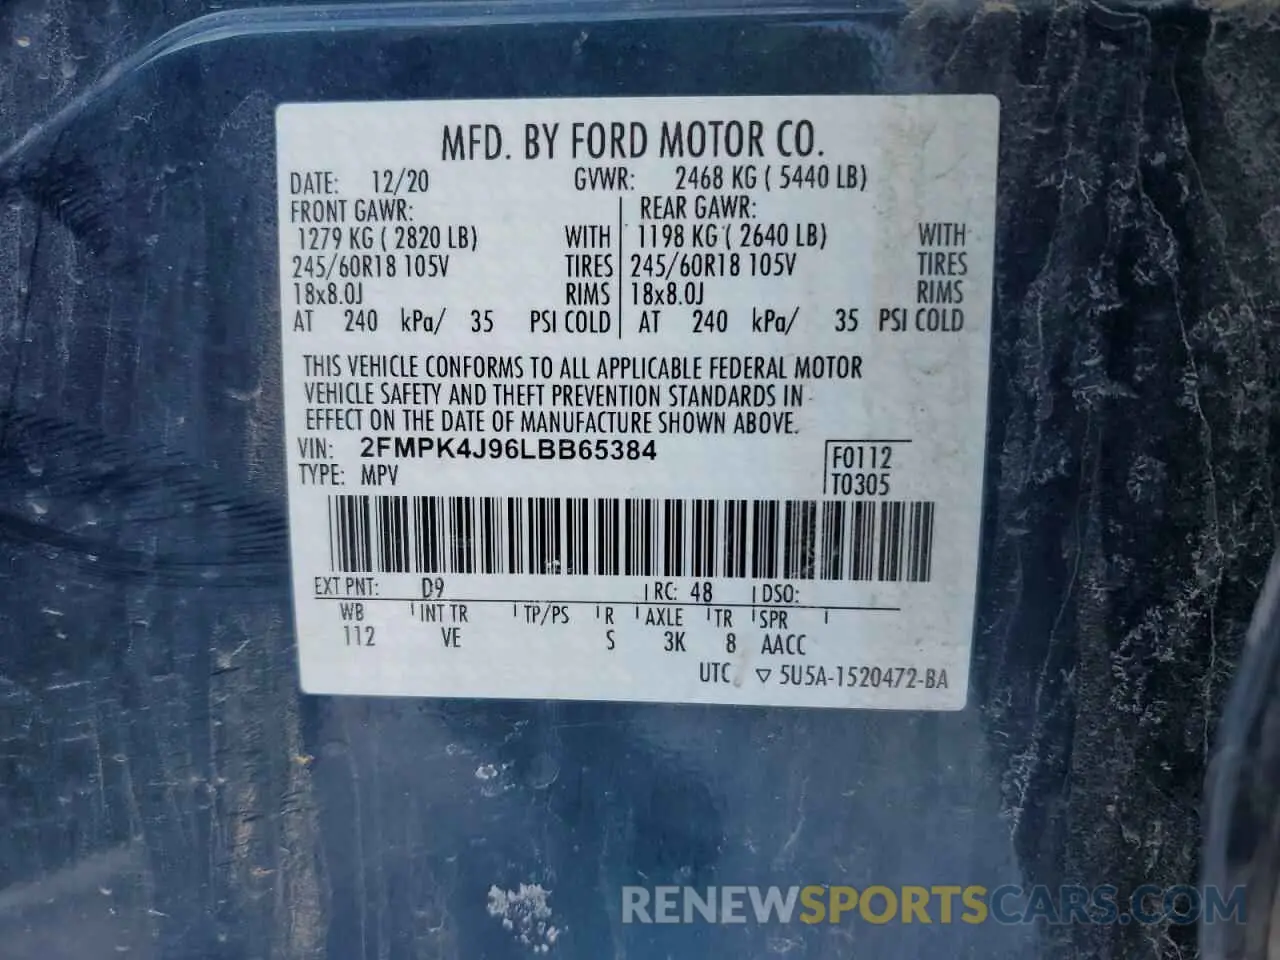 MFD. BY FORD MOTOR CO.
DATE: 12/20 GVWR: 2468 KG ( 5440 LB)
FRONT GAWR: REAR GAWR:
1279 KG ( 2820 LB) WITH 1198 KG ( 2640 LB) WITH
245/60R18 105V TIRES 245/60R18 105V TIRES
18x8.0J RIMS 18x8.0J RIMS
AT 240 kPa/ 35 PSI COLD AT 240 kPa/ 35 PSI COLD
THIS VEHICLE CONFORMS TO ALL APPLICABLE FEDERAL MOTOR
VEHICLE SAFETY AND THEFT PREVENTION STANDARDS IN
EFFECT ON THE DATE OF MANUFACTURE SHOWN ABOVE.
VIN: 2FMPK4J96LBB65384
TYPE: MPV
F0112
T0305
EXT PNT: D9 RC: 48 DSO:
WB INT TR TP/PS R AXLE TR SPR
112 VE S 3K 8 AACC
UTC ▽ 5U5A-1520472-BA
RENEWSPORTSCARS.COM